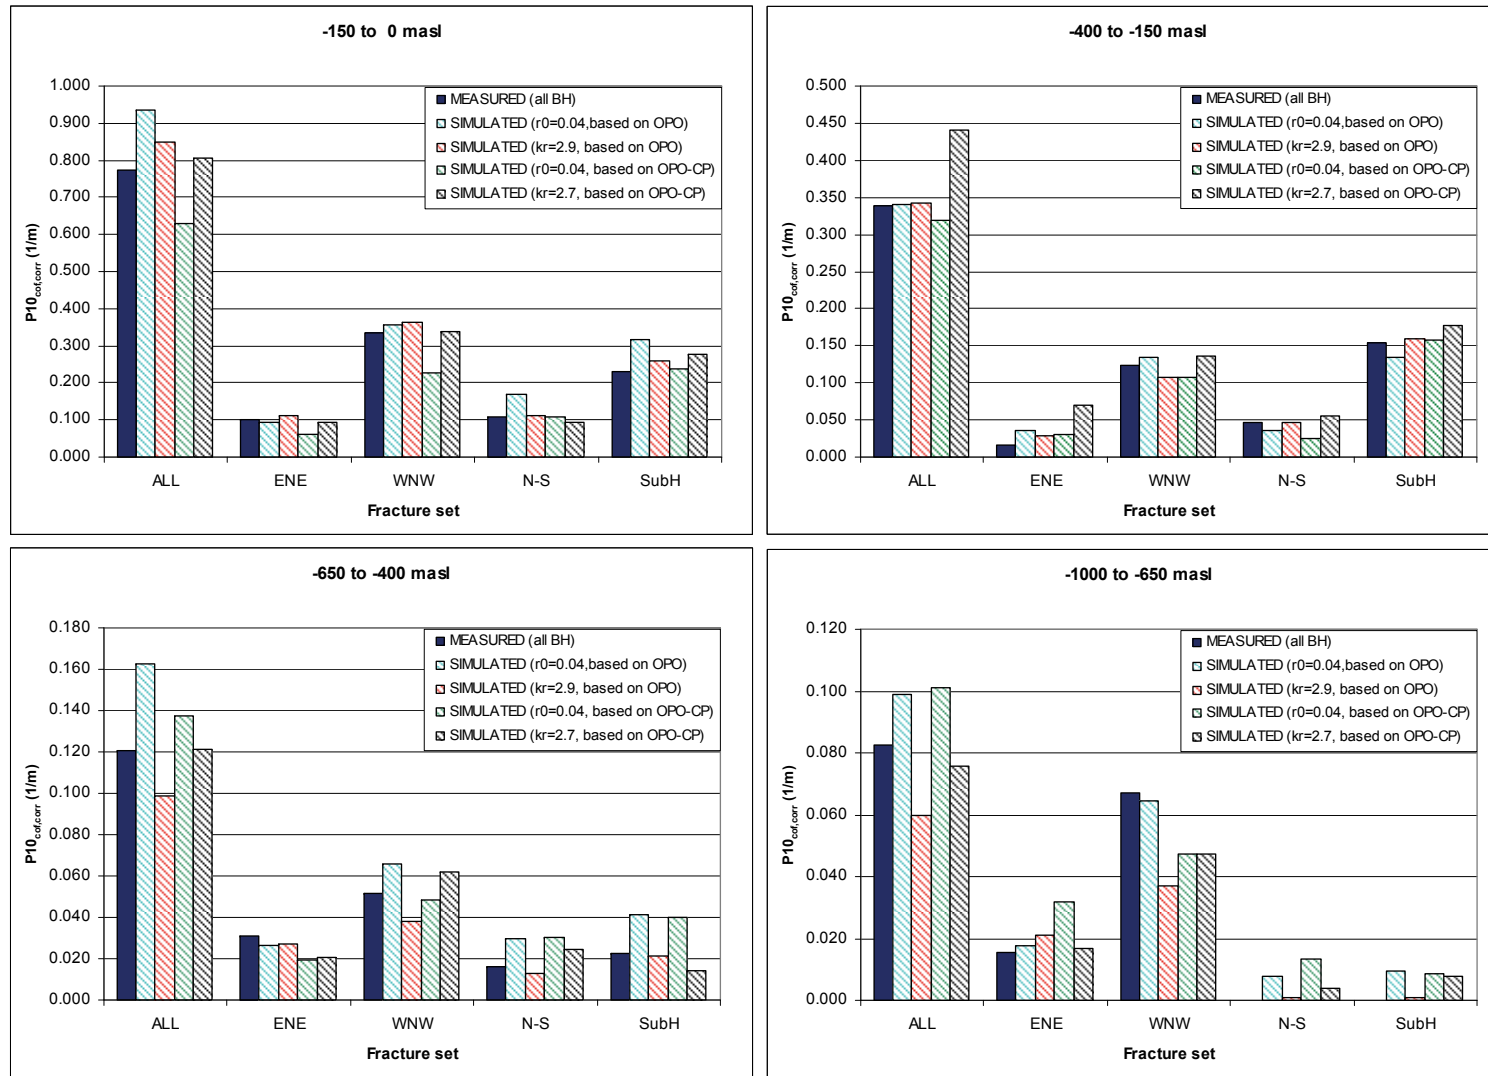 -150 to 0 masl
1.000
0.900
0.800
0.700
0.600
0.500
0.400
0.300
0.200
0.100
0.000
P10cof,corr (1/m)
MEASURED (all BH)
SIMULATED (r0=0.04,based on OPO)
SIMULATED (kr=2.9, based on OPO)
SIMULATED (r0=0.04, based on OPO-CP)
SIMULATED (kr=2.7, based on OPO-CP)
ALL ENE WNW N-S SubH
Fracture set
-400 to -150 masl
0.500
0.450
0.400
0.350
0.300
0.250
0.200
0.150
0.100
0.050
0.000
P10cof,corr (1/m)
MEASURED (all BH)
SIMULATED (r0=0.04,based on OPO)
SIMULATED (kr=2.9, based on OPO)
SIMULATED (r0=0.04, based on OPO-CP)
SIMULATED (kr=2.7, based on OPO-CP)
ALL ENE WNW N-S SubH
Fracture set
-650 to -400 masl
0.180
0.160
0.140
0.120
0.100
0.080
0.060
0.040
0.020
0.000
P10cof,corr (1/m)
MEASURED (all BH)
SIMULATED (r0=0.04,based on OPO)
SIMULATED (kr=2.9, based on OPO)
SIMULATED (r0=0.04, based on OPO-CP)
SIMULATED (kr=2.7, based on OPO-CP)
ALL ENE WNW N-S SubH
Fracture set
-1000 to -650 masl
0.120
0.100
0.080
0.060
0.040
0.020
0.000
P10cof,corr (1/m)
MEASURED (all BH)
SIMULATED (r0=0.04,based on OPO)
SIMULATED (kr=2.9, based on OPO)
SIMULATED (r0=0.04, based on OPO-CP)
SIMULATED (kr=2.7, based on OPO-CP)
ALL ENE WNW N-S SubH
Fracture set